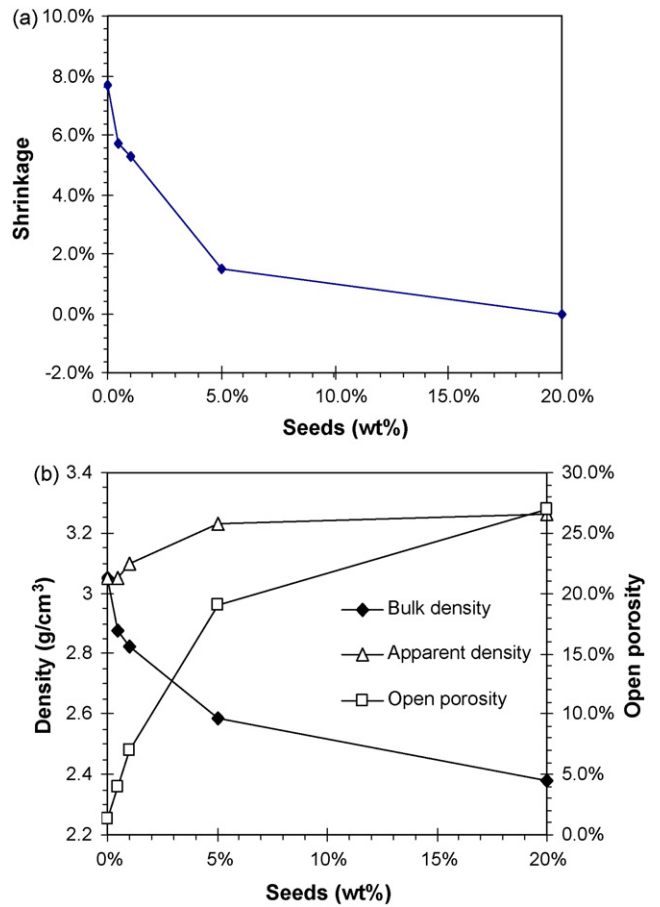 (a)
10.0%
8.0%
6.0%
4.0%
2.0%
0.0%
-2.0%
Shrinkage
0.0% 5.0% 10.0% 15.0% 20.0%
Seeds (wt%)
(b)
3.4
3.2
3
2.8
2.6
2.4
2.2
Density (g/cm³)
30.0%
25.0%
20.0%
15.0%
10.0%
5.0%
0.0%
Open porosity
Bulk density
Apparent density
Open porosity
0% 5% 10% 15% 20%
Seeds (wt%)